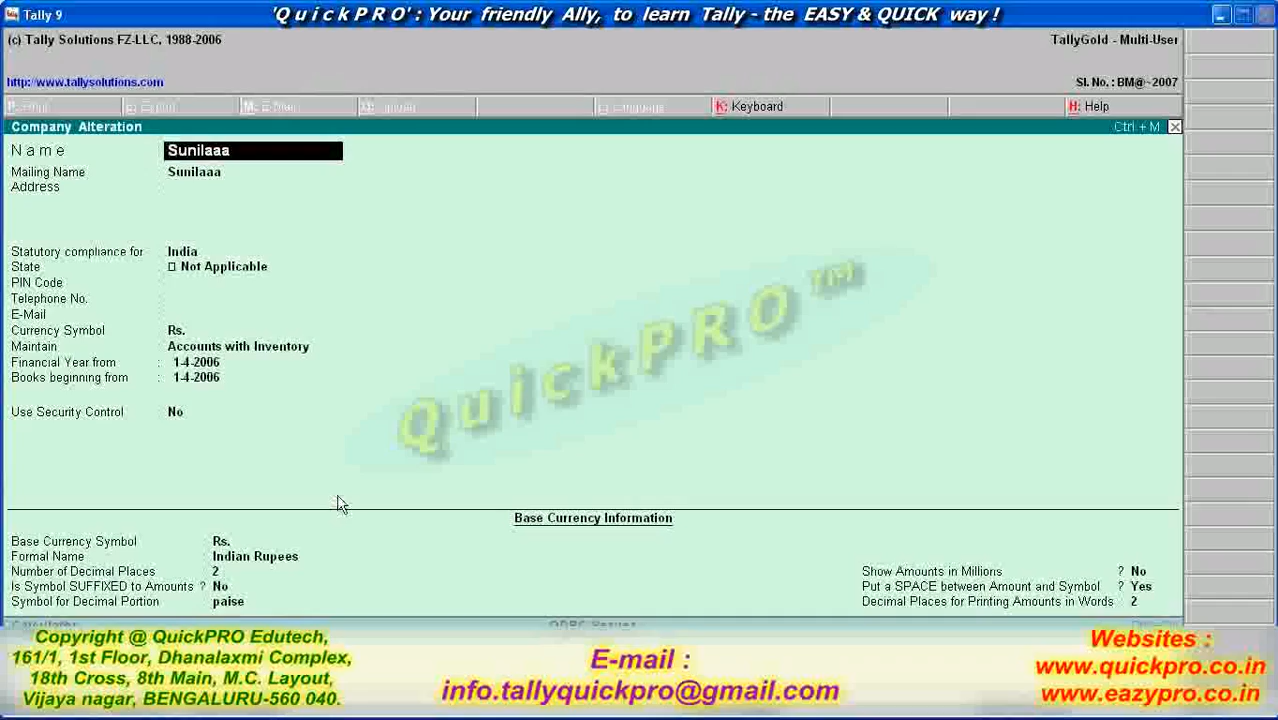 Tally 9
'QuickPRO' : Your friendly Ally, to learn Tally - the EASY & QUICK way !
(c) Tally Solutions FZ-LLC, 1988-2006
TallyGold - Multi-User
http://www.tallysolutions.com
Sl. No. : BM@~2007
K: Keyboard
H: Help
Company Alteration
Ctrl + M
Name
Sunilaaa
Mailing Name
Sunilaaa
Address
Statutory compliance for : India
State : Not Applicable
PIN Code
Telephone No.
E-Mail
Currency Symbol : Rs.
Maintain : Accounts with Inventory
Financial Year from : 1-4-2006
Books beginning from : 1-4-2006
Use Security Control : No
QuickPRO™
Base Currency Information
Base Currency Symbol : Rs.
Formal Name : Indian Rupees
Number of Decimal Places : 2
Is Symbol SUFFIXED to Amounts ? No
Symbol for Decimal Portion : paise
Show Amounts in Millions ? No
Put a SPACE between Amount and Symbol ? Yes
Decimal Places for Printing Amounts in Words : 2
Copyright @ QuickPRO Edutech,
161/1, 1st Floor, Dhanalaxmi Complex,
18th Cross, 8th Main, M.C. Layout,
Vijaya nagar, BENGALURU-560 040.
E-mail :
info.tallyquickpro@gmail.com
Websites :
www.quickpro.co.in
www.eazypro.co.in